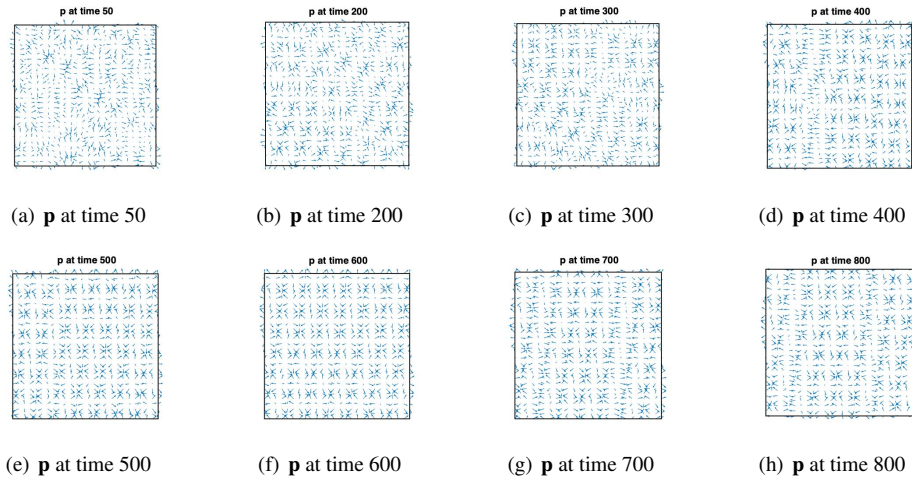 p at time 50
p at time 200
p at time 300
p at time 400
(a) p at time 50
(b) p at time 200
(c) p at time 300
(d) p at time 400
p at time 500
p at time 600
p at time 700
p at time 800
(e) p at time 500
(f) p at time 600
(g) p at time 700
(h) p at time 800